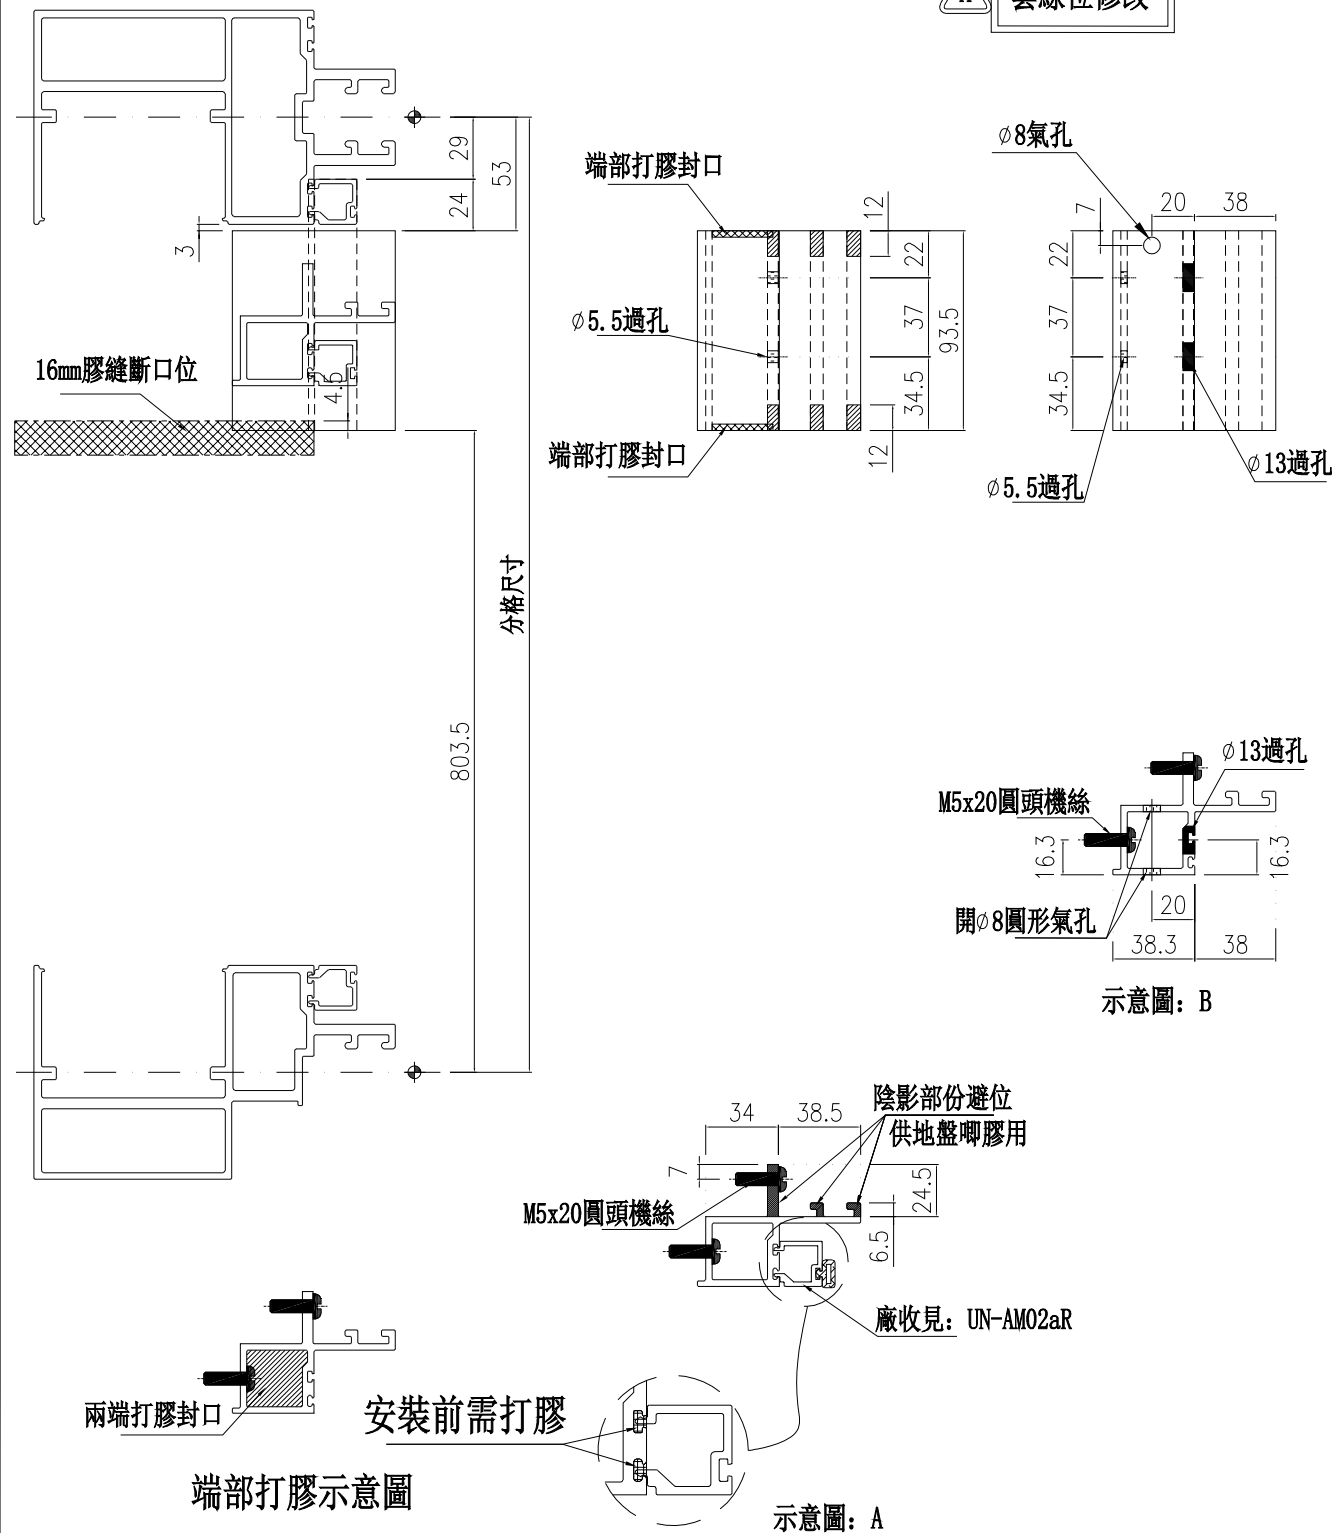 套線位修改
29
53
24
3
16mm膠縫斷口位
4.5
分格尺寸
803.5
端部打膠封口
12
22
37
93.5
34.5
12
∅5.5過孔
端部打膠封口
∅8氣孔
7
20
38
22
37
34.5
∅5.5過孔
∅13過孔
∅13過孔
M5x20圓頭機絲
16.3
16.3
20
開∅8圓形氣孔
38.3
38
示意圖：B
陰影部份避位
供地盤唧膠用
34
38.5
7
24.5
6.5
M5x20圓頭機絲
廠收見：UN-AM02aR
安裝前需打膠
示意圖：A
兩端打膠封口
端部打膠示意圖